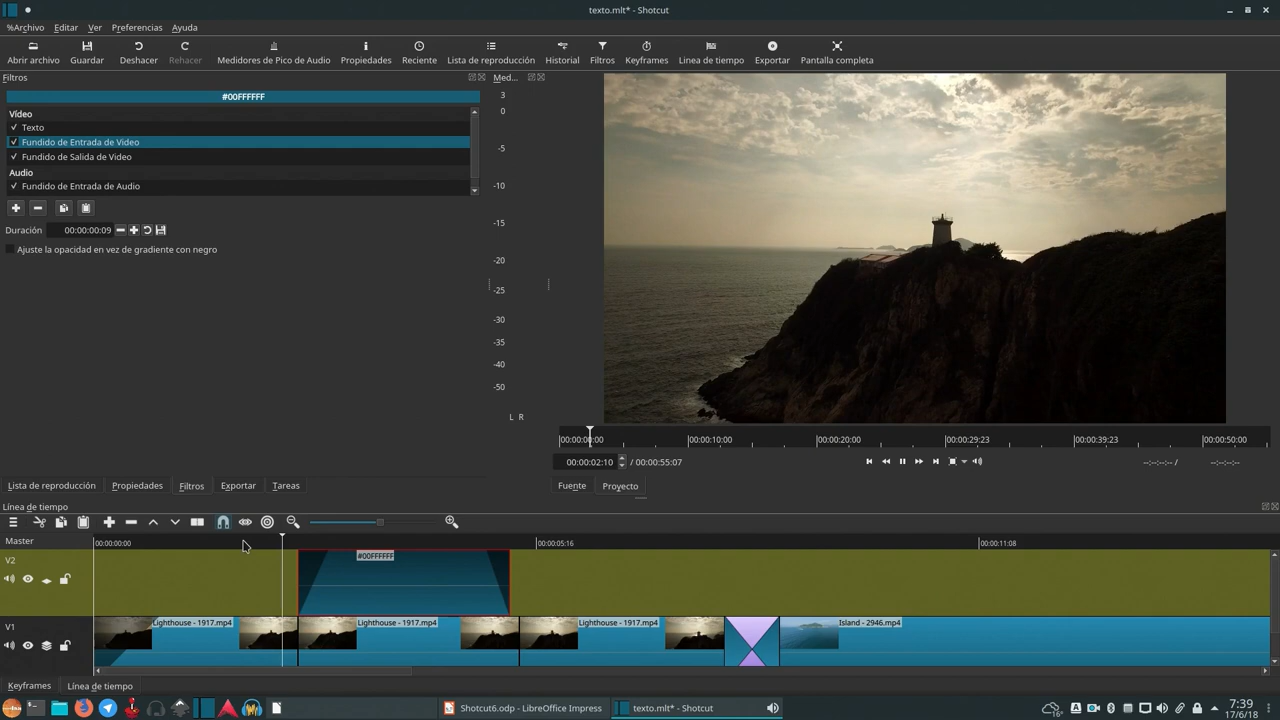 texto.mlt* - Shotcut
%Archivo Editar Ver Preferencias Ayuda
Abrir archivo Guardar Deshacer Rehacer Medidores de Pico de Audio Propiedades Reciente Lista de reproducción Historial Filtros Keyframes Linea de tiempo Exportar Pantalla completa
Filtros
Med...
#00FFFFFF
Vídeo
Texto
Fundido de Entrada de Video
Fundido de Salida de Video
Audio
Fundido de Entrada de Audio
Duración 00:00:00:09
Ajuste la opacidad en vez de gradiente con negro
3
0
-5
-10
-15
-20
-25
-30
-35
-40
-50
L R
00:00:00:00 00:00:10:00 00:00:20:00 00:00:29:23 00:00:39:23 00:00:50:00
00:00:02:10 / 00:00:55:07 --:--:--:-- / --:--:--:--
Lista de reproducción Propiedades Filtros Exportar Tareas
Fuente Proyecto
Línea de tiempo
Master 00:00:00:00 00:00:05:16 00:00:11:08
V2 #00FFFFFF
V1 Lighthouse - 1917.mp4 Lighthouse - 1917.mp4 Lighthouse - 1917.mp4 Island - 2946.mp4
Keyframes Línea de tiempo
Shotcut6.odp - LibreOffice Impress texto.mlt* - Shotcut
16°
A
7:39
17/6/18